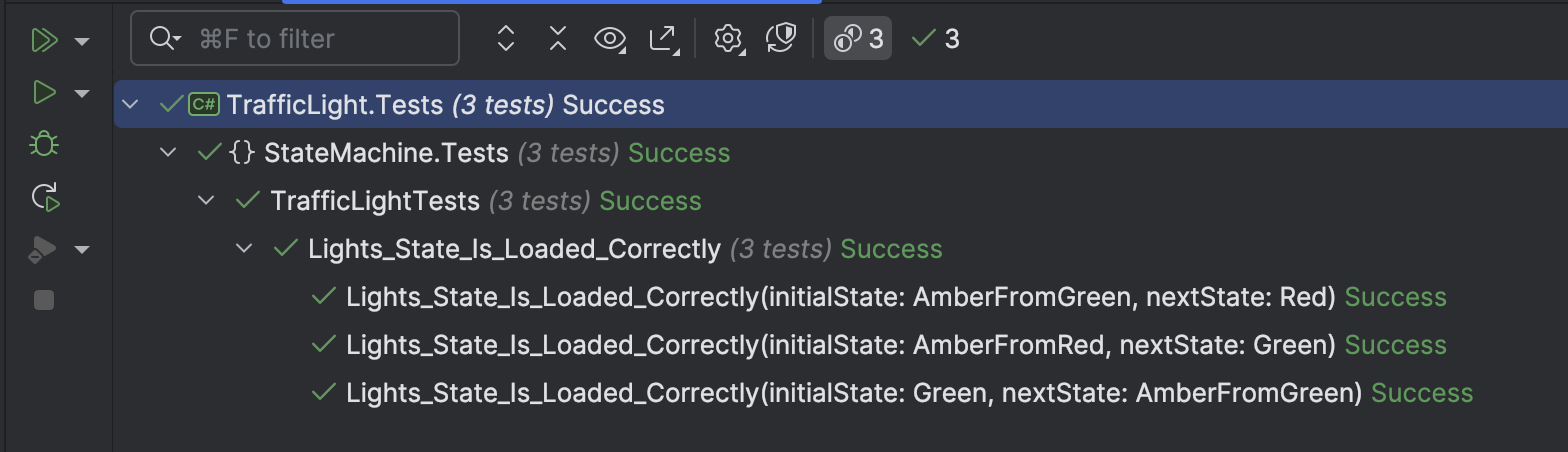 ⌘F to filter 3 3
C# TrafficLight.Tests (3 tests) Success
{} StateMachine.Tests (3 tests) Success
TrafficLightTests (3 tests) Success
Lights_State_Is_Loaded_Correctly (3 tests) Success
Lights_State_Is_Loaded_Correctly(initialState: AmberFromGreen, nextState: Red) Success
Lights_State_Is_Loaded_Correctly(initialState: AmberFromRed, nextState: Green) Success
Lights_State_Is_Loaded_Correctly(initialState: Green, nextState: AmberFromGreen) Success